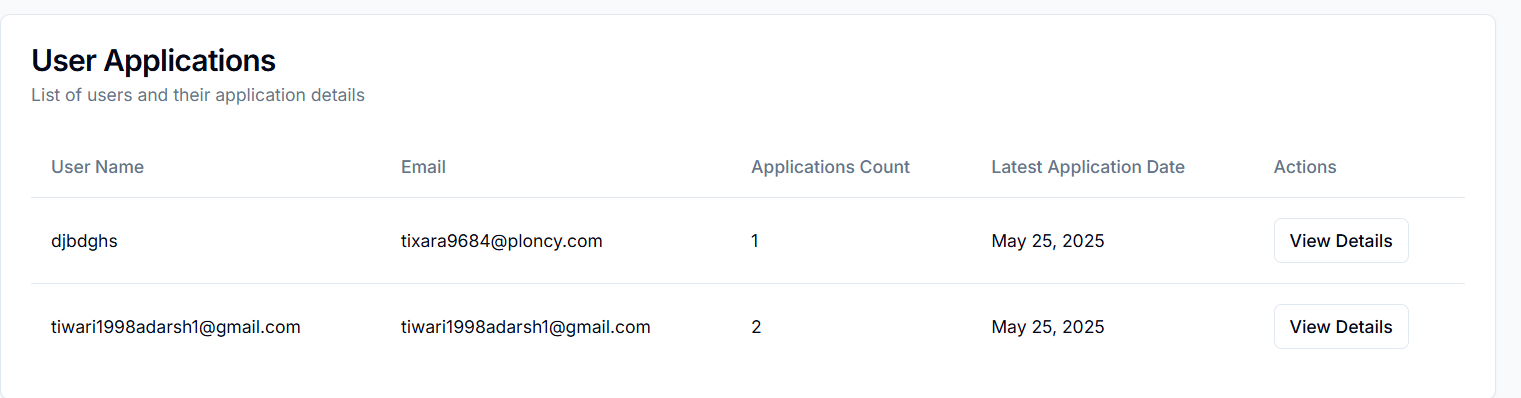 User Applications
List of users and their application details
User Name Email Applications Count Latest Application Date Actions
djbdghs tixara9684@ploncy.com 1 May 25, 2025 View Details
tiwari1998adarsh1@gmail.com tiwari1998adarsh1@gmail.com 2 May 25, 2025 View Details